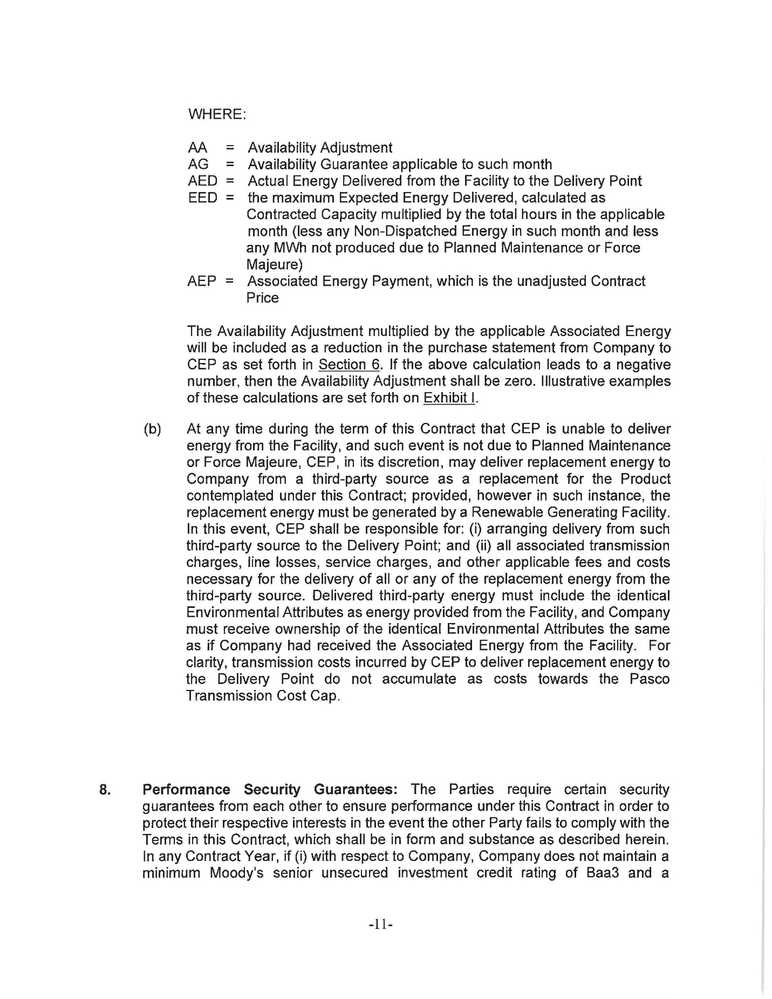 WHERE:
AA = Availability Adjustment
AG = Availability Guarantee applicable to such month
AED = Actual Energy Delivered from the Facility to the Delivery Point
EED = the maximum Expected Energy Delivered, calculated as
Contracted Capacity multiplied by the total hours in the applicable
month (less any Non-Dispatched Energy in such month and less
any MWh not produced due to Planned Maintenance or Force
Majeure)
AEP = Associated Energy Payment, which is the unadjusted Contract
Price
The Availability Adjustment multiplied by the applicable Associated Energy
will be included as a reduction in the purchase statement from Company to
CEP as set forth in Section 6. If the above calculation leads to a negative
number, then the Availability Adjustment shall be zero. Illustrative examples
of these calculations are set forth on Exhibit I.
(b) At any time during the term of this Contract that CEP is unable to deliver
energy from the Facility, and such event is not due to Planned Maintenance
or Force Majeure, CEP, in its discretion, may deliver replacement energy to
Company from a third-party source as a replacement for the Product
contemplated under this Contract; provided, however in such instance, the
replacement energy must be generated by a Renewable Generating Facility.
In this event, CEP shall be responsible for: (i) arranging delivery from such
third-party source to the Delivery Point; and (ii) all associated transmission
charges, line losses, service charges, and other applicable fees and costs
necessary for the delivery of all or any of the replacement energy from the
third-party source. Delivered third-party energy must include the identical
Environmental Attributes as energy provided from the Facility, and Company
must receive ownership of the identical Environmental Attributes the same
as if Company had received the Associated Energy from the Facility. For
clarity, transmission costs incurred by CEP to deliver replacement energy to
the Delivery Point do not accumulate as costs towards the Pasco
Transmission Cost Cap.
8. Performance Security Guarantees: The Parties require certain security
guarantees from each other to ensure performance under this Contract in order to
protect their respective interests in the event the other Party fails to comply with the
Terms in this Contract, which shall be in form and substance as described herein.
In any Contract Year, if (i) with respect to Company, Company does not maintain a
minimum Moody's senior unsecured investment credit rating of Baa3 and a
-11-